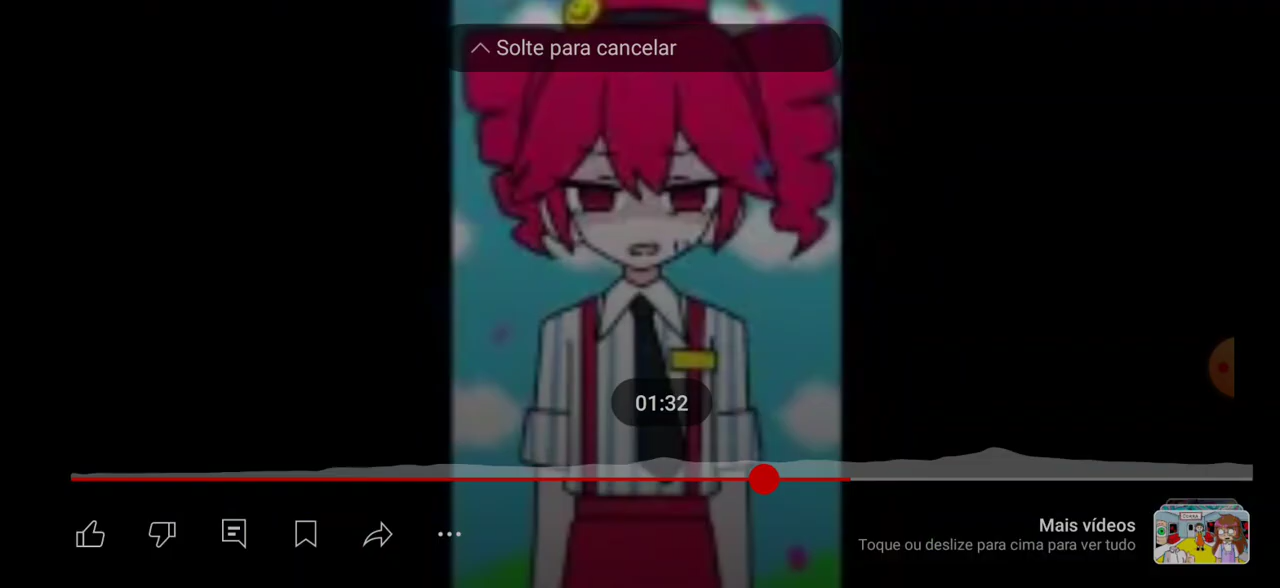 Solte para cancelar
01:32
Mais vídeos
Toque ou deslize para cima para ver tudo